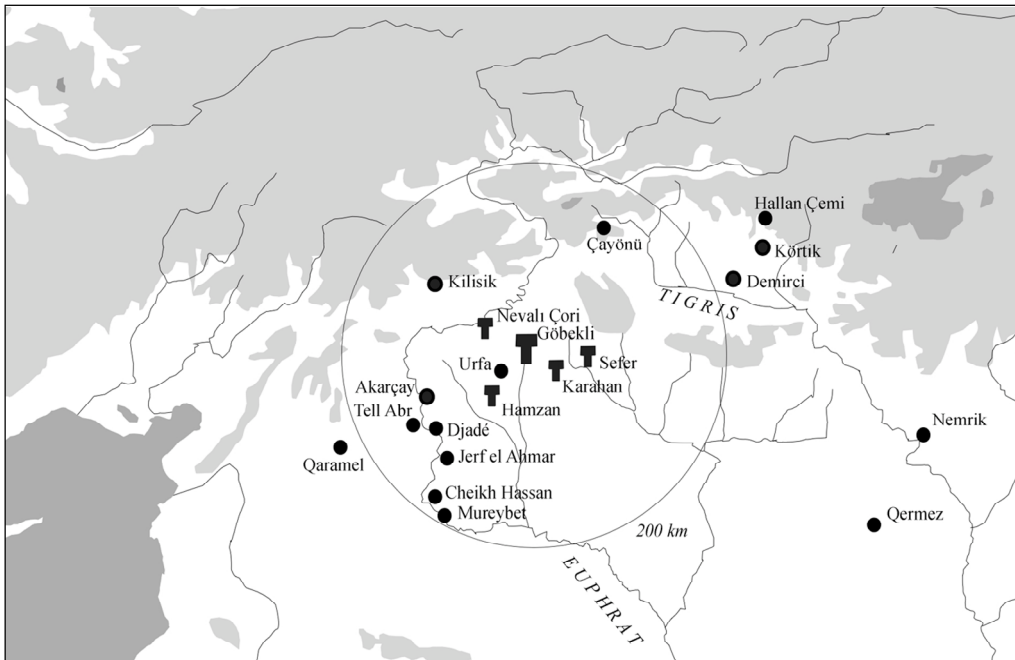 Hallan Çemi
Çayönü
Körtik
Kilisik
Demirci
TIGRIS
Nevalı Çori
Göbekli
Urfa
Sefer
Karahan
Akarçay
Hamzan
Tell Abr
Djadé
Nemrik
Jerf el Ahmar
Qaramel
Cheikh Hassan
Mureybet
Qermez
200 km
EUPHRAT